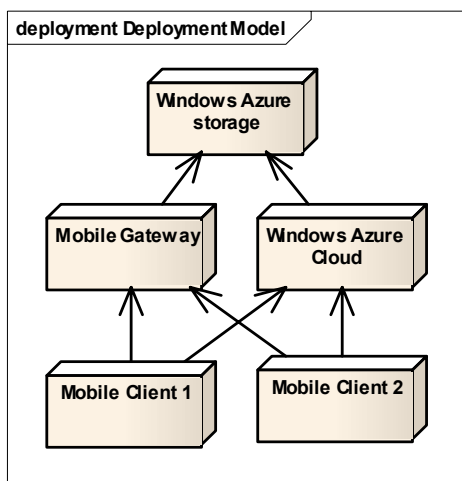 deployment Deployment Model
Windows Azure
storage
Mobile Gateway
Windows Azure
Cloud
Mobile Client 1
Mobile Client 2